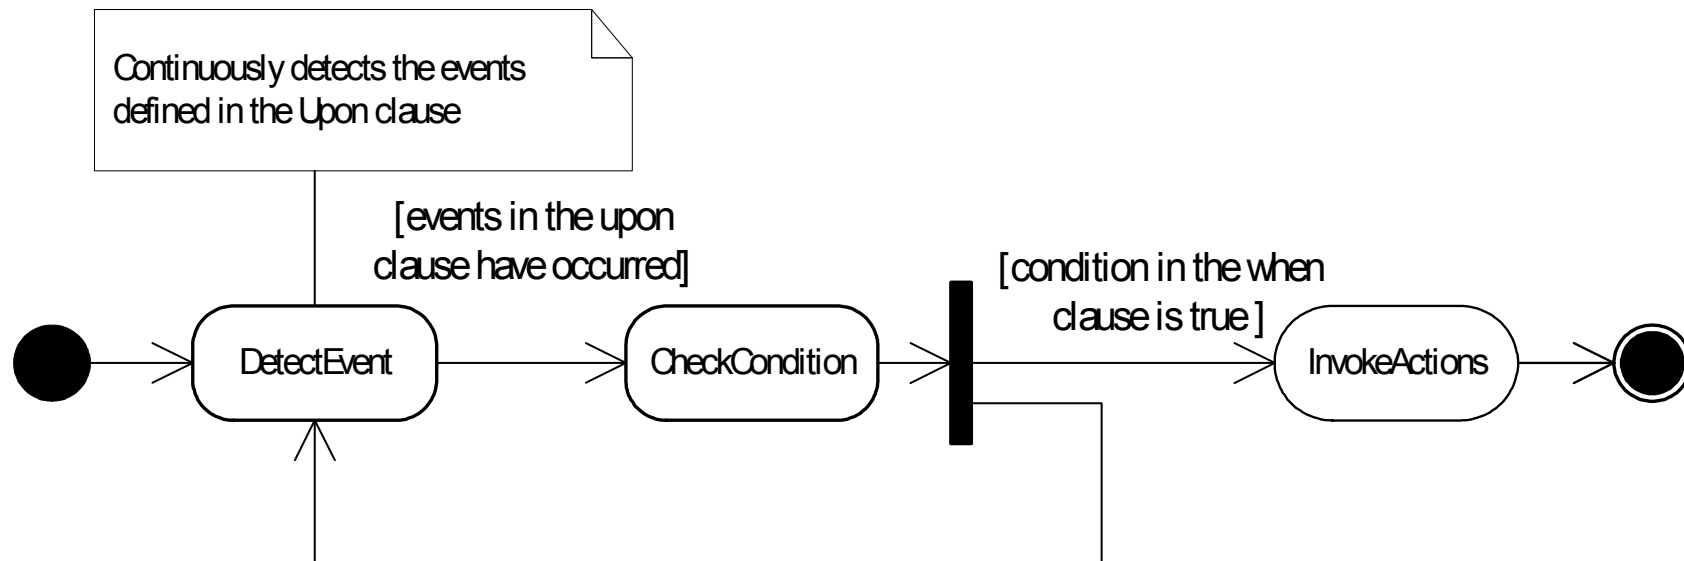 Continuously detects the events
defined in the Upon clause
[events in the upon
clause have occurred]
[condition in the when
clause is true]
DetectEvent
CheckCondition
InvokeActions